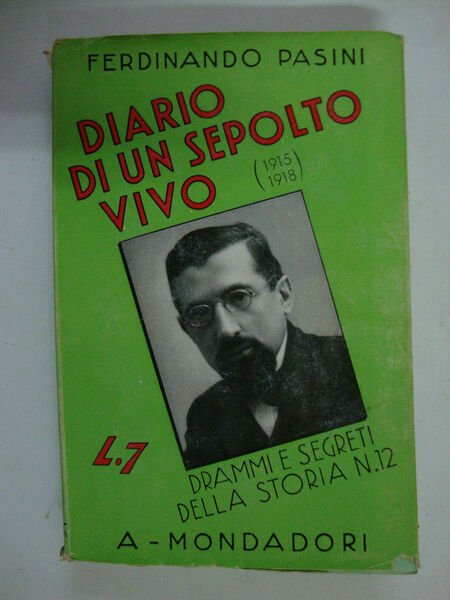 FERDINANDO PASINI
DIARIO
DI UN SEPOLTO
VIVO
(1915
1918)
L.7
DRAMMI E SEGRETI
DELLA STORIA N.12
A-MONDADORI